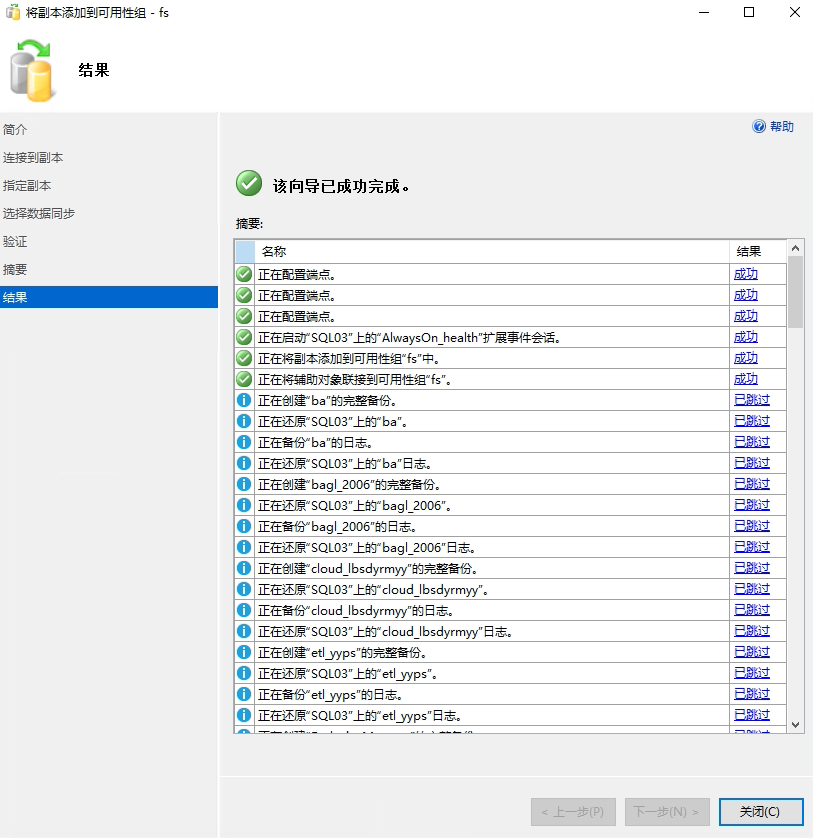 将副本添加到可用性组 - fs
结果
简介
连接到副本
指定副本
选择数据同步
验证
摘要
结果
帮助
该向导已成功完成。
摘要:
名称 结果
正在配置端点。 成功
正在配置端点。 成功
正在配置端点。 成功
正在启动“SQL03”上的“AlwaysOn_health”扩展事件会话。 成功
正在将副本添加到可用性组“fs”中。 成功
正在将辅助对象联接到可用性组“fs”。 成功
正在创建“ba”的完整备份。 已跳过
正在还原“SQL03”上的“ba”。 已跳过
正在备份“ba”的日志。 已跳过
正在还原“SQL03”上的“ba”日志。 已跳过
正在创建“bagl_2006”的完整备份。 已跳过
正在还原“SQL03”上的“bagl_2006”。 已跳过
正在备份“bagl_2006”的日志。 已跳过
正在还原“SQL03”上的“bagl_2006”日志。 已跳过
正在创建“cloud_lbsdyrmyy”的完整备份。 已跳过
正在还原“SQL03”上的“cloud_lbsdyrmyy”。 已跳过
正在备份“cloud_lbsdyrmyy”的日志。 已跳过
正在还原“SQL03”上的“cloud_lbsdyrmyy”日志。 已跳过
正在创建“etl_yyps”的完整备份。 已跳过
正在还原“SQL03”上的“etl_yyps”。 已跳过
正在备份“etl_yyps”的日志。 已跳过
正在还原“SQL03”上的“etl_yyps”日志。 已跳过
< 上一步(P) 下一步(N) > 关闭(C)